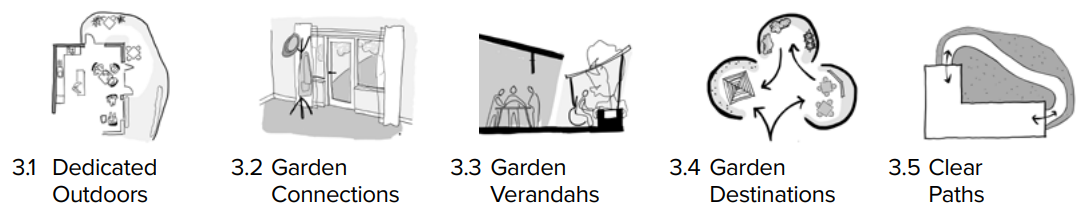 3.1 Dedicated
Outdoors
3.2 Garden
Connections
3.3 Garden
Verandahs
3.4 Garden
Destinations
3.5 Clear
Paths